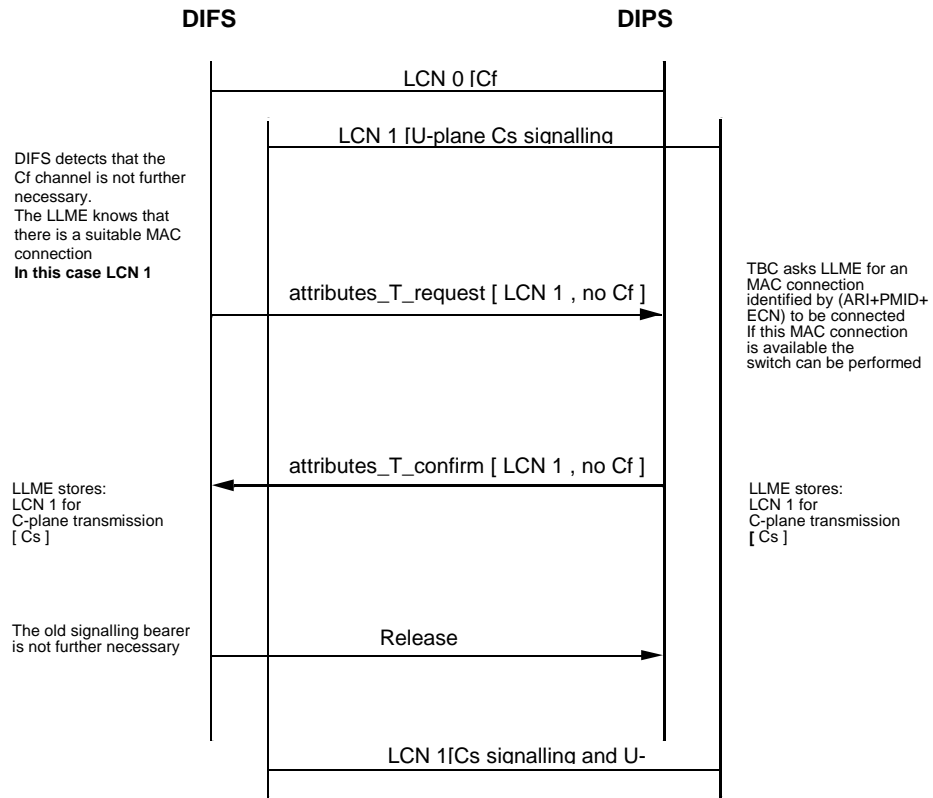 DIFS DIPS
LCN 0 [Cf
LCN 1 [U-plane Cs signalling
DIFS detects that the
Cf channel is not further
necessary.
The LLME knows that
there is a suitable MAC
connection
In this case LCN 1
TBC asks LLME for an
MAC connection
identified by (ARI+PMID+
ECN) to be connected
If this MAC connection
is available the
switch can be performed
attributes_T_request [ LCN 1 , no Cf ]
attributes_T_confirm [ LCN 1 , no Cf ]
LLME stores:
LCN 1 for
C-plane transmission
[ Cs ]
LLME stores:
LCN 1 for
C-plane transmission
[ Cs ]
The old signalling bearer
is not further necessary
Release
LCN 1[Cs signalling and U-